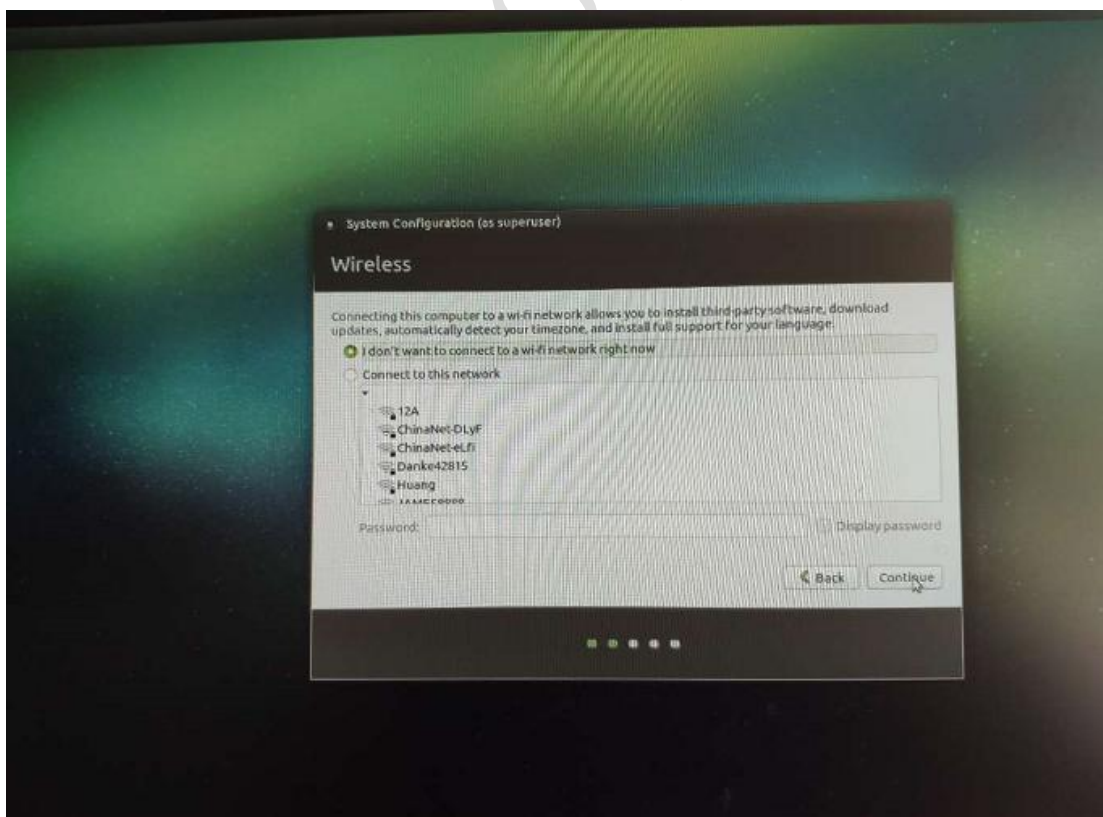 System Configuration (as superuser)
Wireless
Connecting this computer to a wi-fi network allows you to install third-party software, download
updates, automatically detect your timezone, and install full support for your language.
I don't want to connect to a wi-fi network right now
Connect to this network
12A
ChinaNet-DLyF
ChinaNet-eLfi
Danke42815
Huang
Password:
Display password
Back
Continue